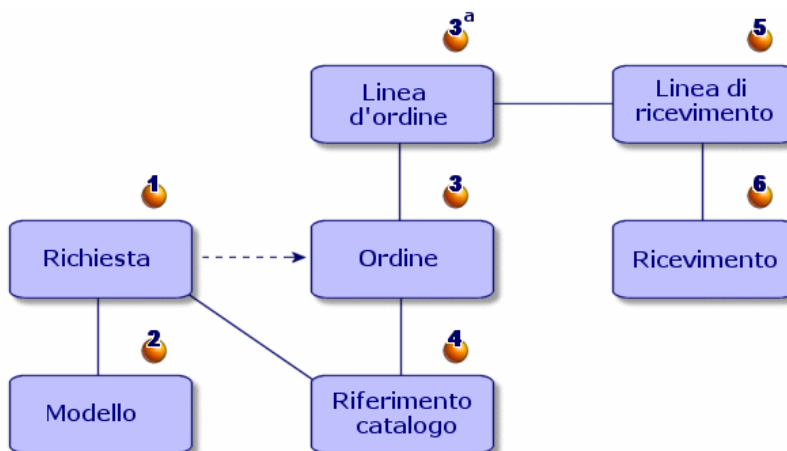 3a
5
Linea
d'ordine
Linea di
ricevimento
1
3
6
Richiesta
Ordine
Ricevimento
2
4
Modello
Riferimento
catalogo